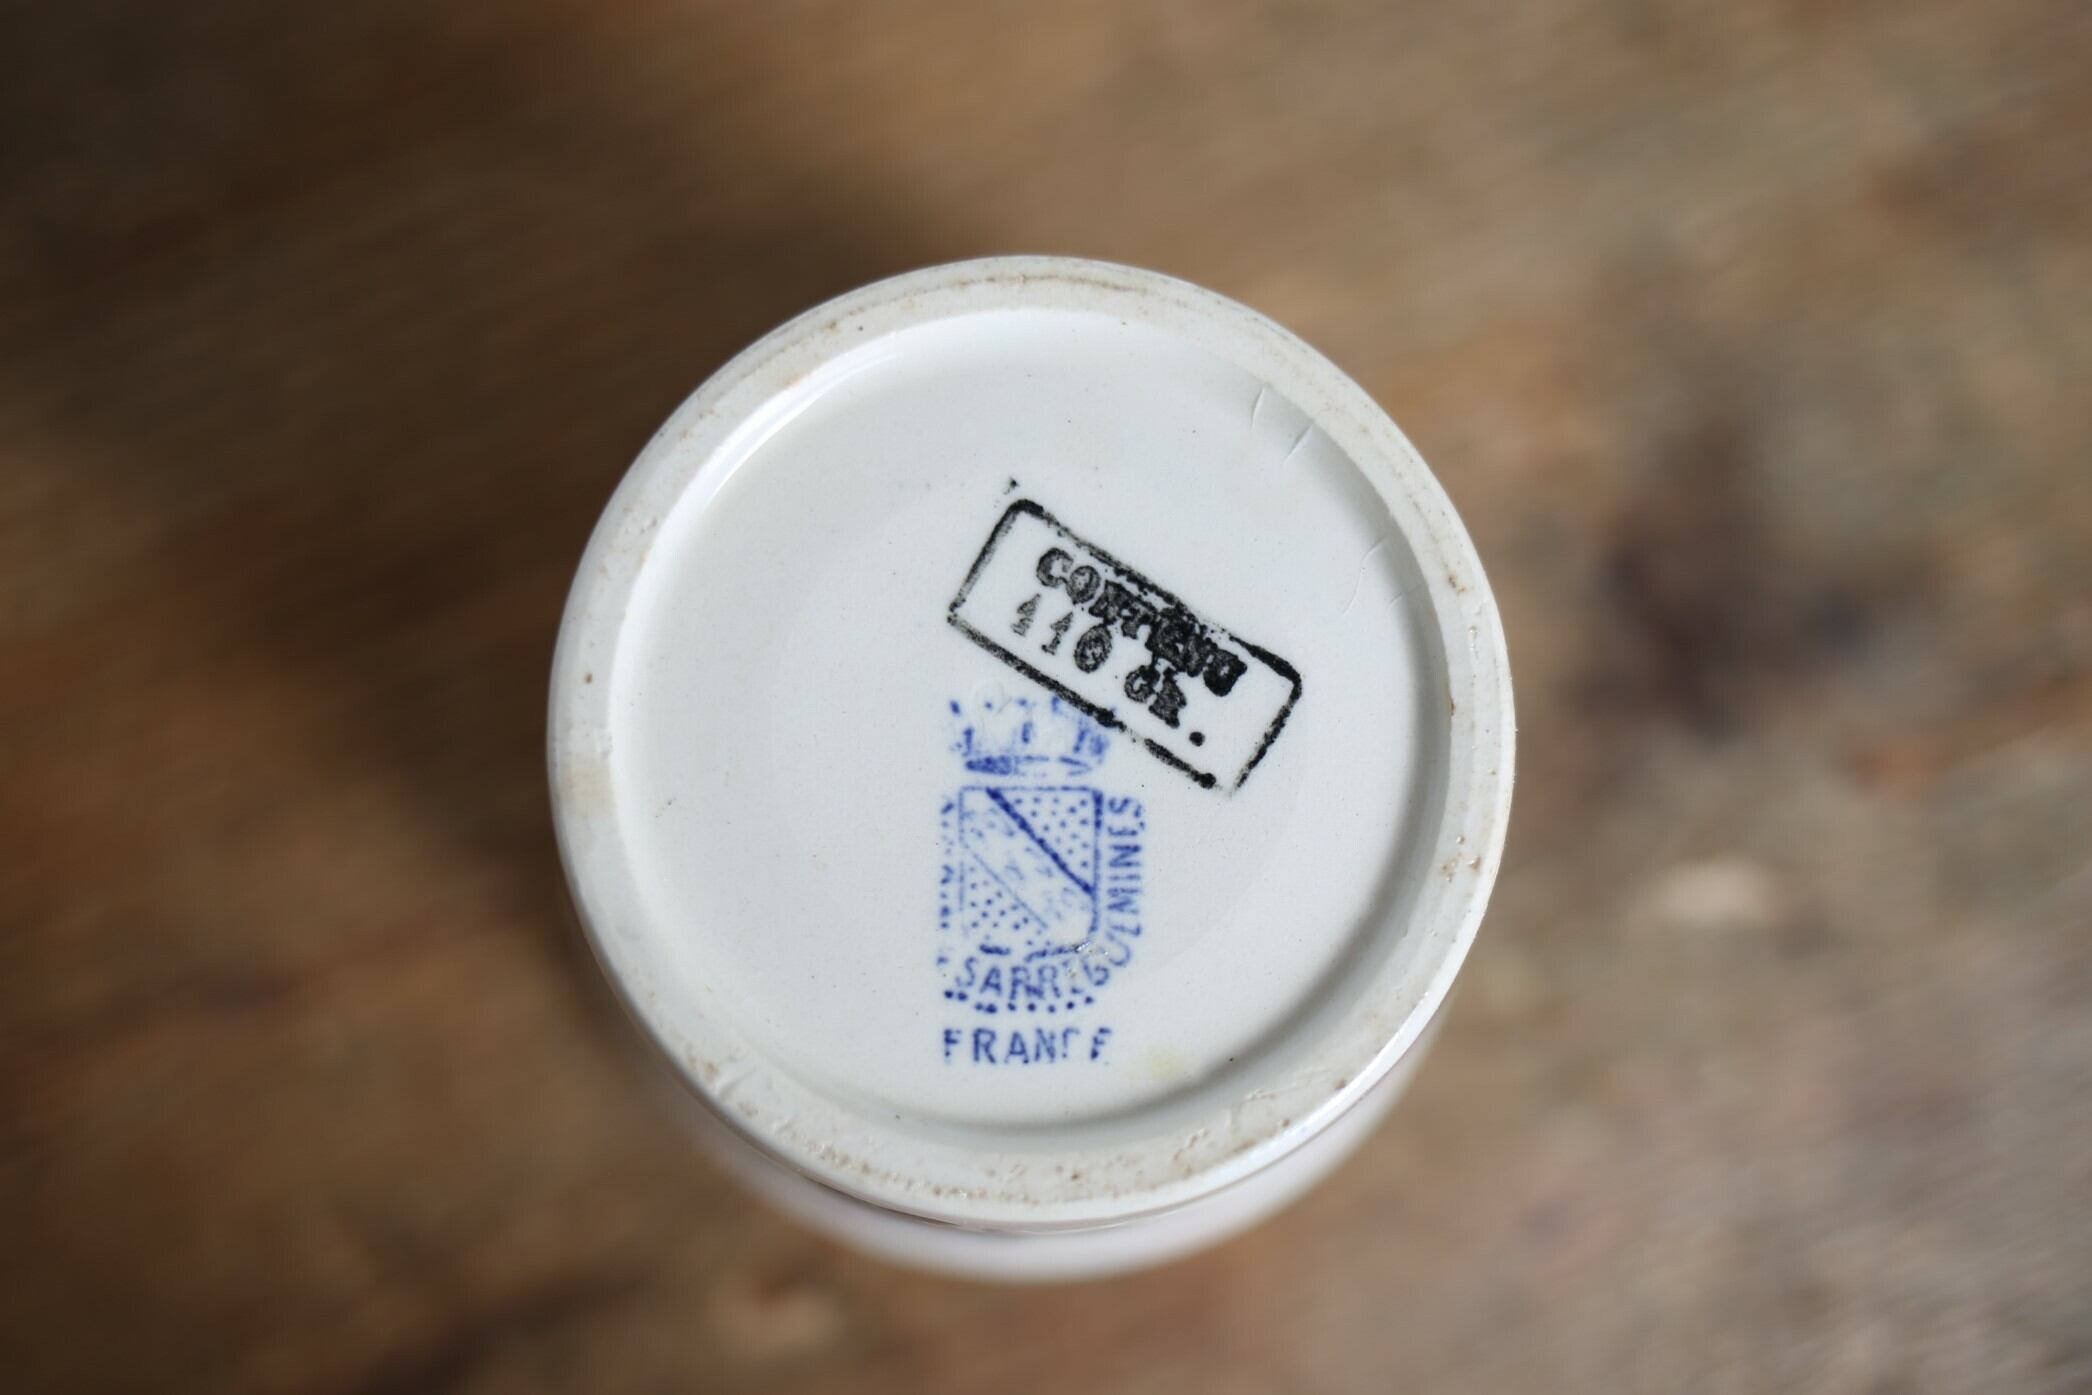 CONTENU
110 GR.
SARREGUEMINES
FRANCE